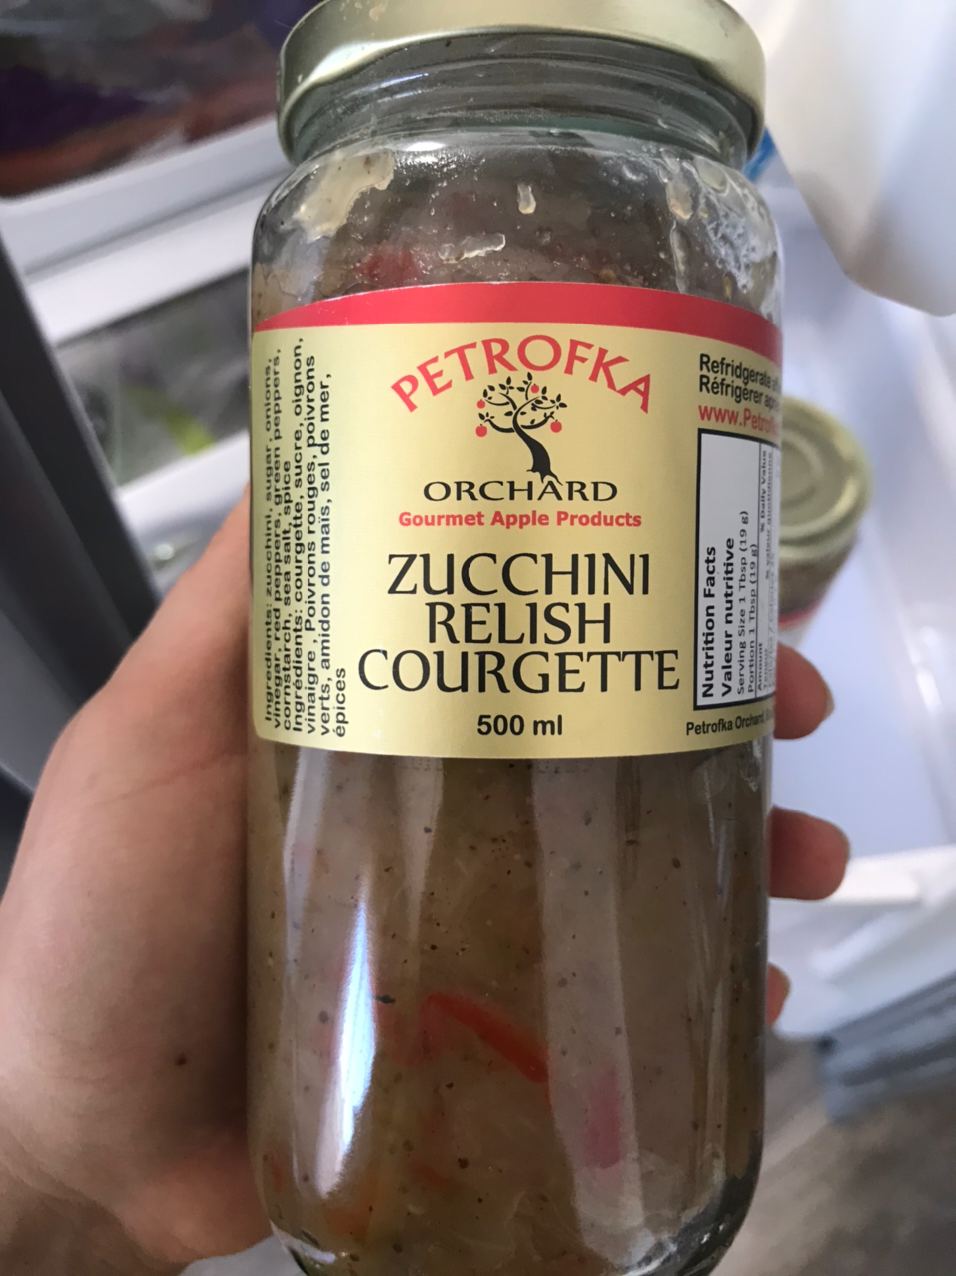 Ingredients: zucchini, sugar, onions,
vinegar, red peppers, green peppers,
cornstarch, sea salt, spice
Ingrédients: courgette, sucre, oignon,
vinaigre, Poivrons rouges, poivrons
verts, amidon de maïs, sel de mer,
épices
PETROFKA
ORCHARD
Gourmet Apple Products
ZUCCHINI
RELISH
COURGETTE
500 ml
Refridgerate
Réfrigérer
www.Petrofka
Nutrition Facts
Valeur nutritive
Serving Size 1 Tbsp (19 g)
Portion 1 Tbsp (19 g)
Amount
% Daily Value
Petrofka Orchard,